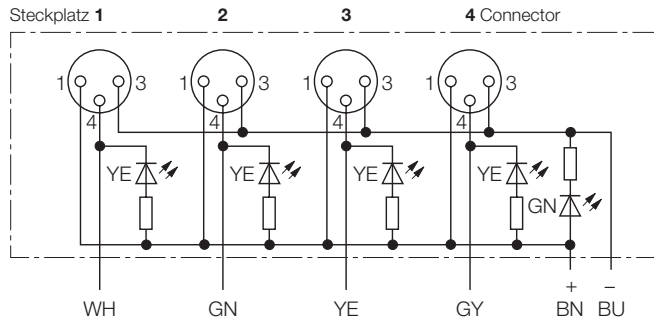 Steckplatz 1 2 3 4 Connector
1 3 1 3 1 3 1 3
4 4 4 4
YE YE YE YE
GN
+ –
WH GN YE GY BN BU